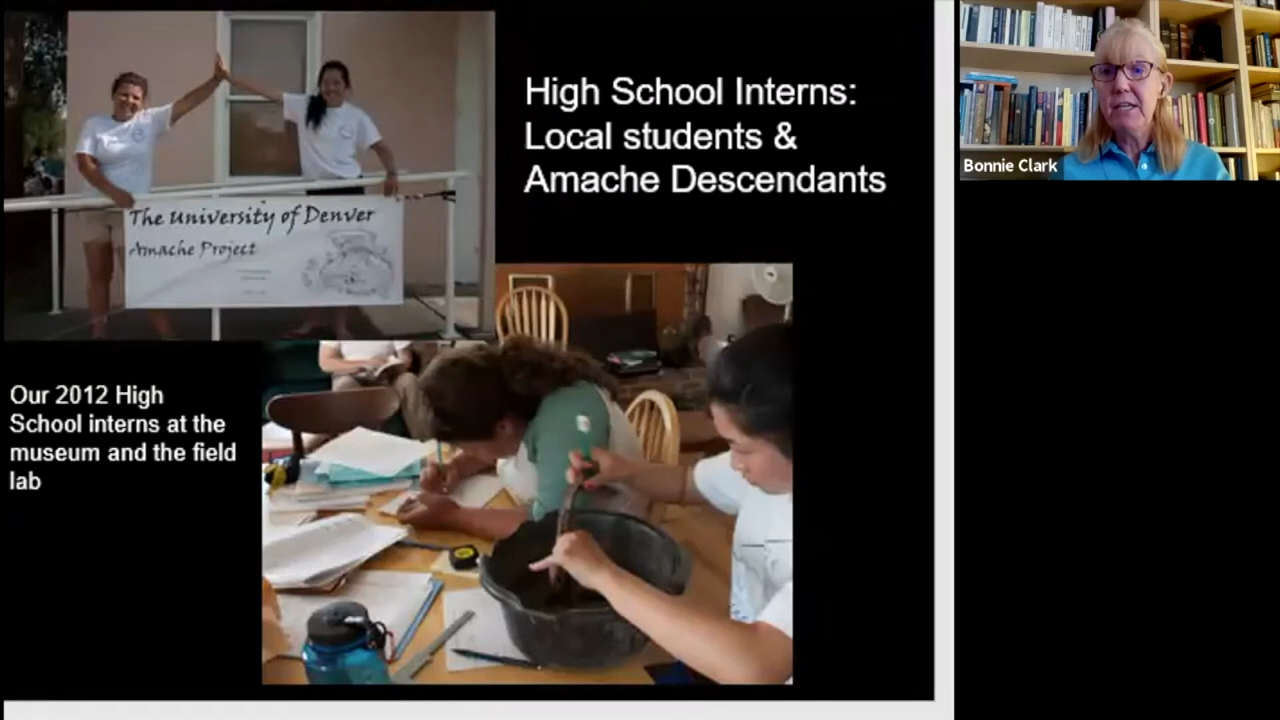 High School Interns:
Local students &
Amache Descendants
The University of Denver
Amache Project
Our 2012 High
School interns at the
museum and the field
lab
Bonnie Clark